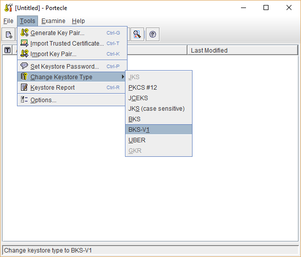 [Untitled] - Portecle
File Tools Examine Help
Generate Key Pair... Ctrl-G
Import Trusted Certificate... Ctrl-T
Import Key Pair... Ctrl-K
Last Modified
Set Keystore Password... Ctrl-P
Change Keystore Type
JKS
Keystore Report Ctrl-R
PKCS #12
Options...
JCEKS
JKS (case sensitive)
BKS
BKS-V1
UBER
GKR
Change keystore type to BKS-V1